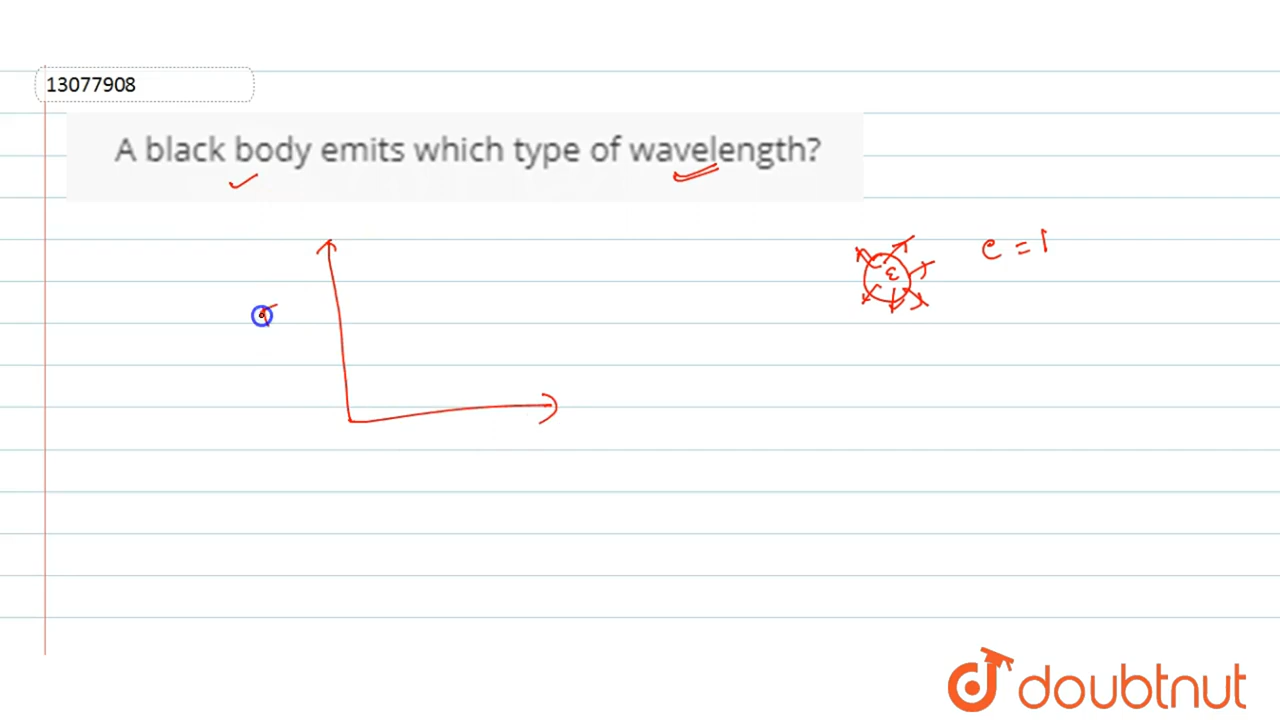 13077908
A black body emits which type of wavelength?
e = 1
doubtnut